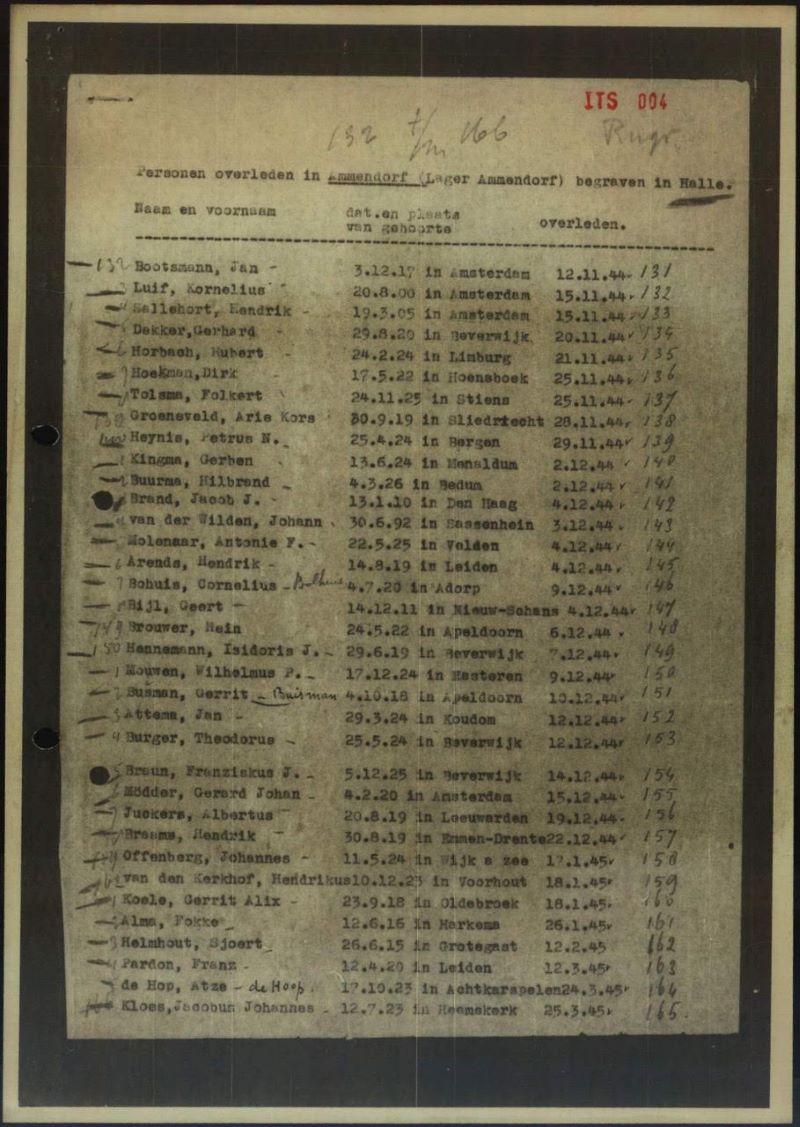 ITS 004
132 t/m 166
Personen overleden in Ammendorf (Lager Ammendorf) begraven in Halle.
Naam en voornaam dat.en plaats overleden.
van geboorte
132 Bootsmann, Jan - 3.12.17 in Amsterdam 12.11.44 131
Luif, Kornelius 20.8.00 in Amsterdam 15.11.44 132
Hendrik - 19.3.05 in Amsterdam 15.11.44 133
Dekker,Gerhard - 29.8.20 in Beverwijk 20.11.44 134
Horbach, Hubert - 24.2.24 in Limburg 21.11.44 135
Hoekman,Dirk 17.5.22 in Hoensboek 25.11.44 136
Tolsma, Folkert 24.11.25 in Stiens 25.11.44 137
Groeneveld, Arie Kors 30.9.19 in Sliedrecht 28.11.44 138
Heynis, Petrus N. 25.4.24 in Bergen 29.11.44 139
Kingma, Gerben 13.6.24 in Menaldum 2.12.44 140
Buurma, Hilbrand 4.3.26 in Bedum 2.12.44 141
Brand, Jacob J. - 13.1.10 in Den Haag 4.12.44 142
van der Wilden, Johann 30.6.92 in Sassenhein 3.12.44 143
Molenaar, Antonie F. - 22.5.25 in Velden 4.12.44 144
Arends, Hendrik - 14.8.19 in Leiden 4.12.44 145
Bohuis, Cornelius - 4.7.20 in Adorp 9.12.44 146
Bijl, Geert - 14.12.11 in Nieuw-Schans 4.12.44 147
Brouwer, Hein 24.5.22 in Apeldoorn 6.12.44 148
150 Hennemann, Isidoris J. - 29.6.19 in Beverwijk 7.12.44 149
Mouwen, Wilhelmus P. - 17.12.24 in Masteren 9.12.44 150
Busman, Gerrit - Buisman 4.10.18 in Apeldoorn 10.12.44 151
Attema, Jan - 29.3.24 in Koudom 12.12.44 152
Burger, Theodorus - 25.5.24 in Beverwijk 12.12.44 153
Braun, Franziskus J. - 5.12.25 in Beverwijk 14.12.44 154
Mödder, Gerard Johan - 4.2.20 in Amsterdam 15.12.44 155
Juckers, Albertus 20.8.19 in Leeuwarden 19.12.44 156
Braams, Hendrik - 30.8.19 in Emmen-Drente22.12.44 157
Offenberg, Johannes - 11.5.24 in Wijk a zee 17.1.45 158
van den Kerkhof, Hendrikus10.12.23 in Voorhout 18.1.45 159
Koele, Gerrit Alix - 23.9.18 in Oldebroek 18.1.45 160
Alma, Fokke 12.6.16 in Markema 26.1.45 161
Helmhout, Sjoert 26.6.15 in Grotegast 12.2.45 162
Pardon, Franz - 12.4.20 in Leiden 12.3.45 163
de Hop, Atze - de Hoop. 17.10.23 in Achtkarspelen24.3.45 164
Kloes,Jacobus Johannes - 12.7.23 in Heemskerk 25.3.45 165.